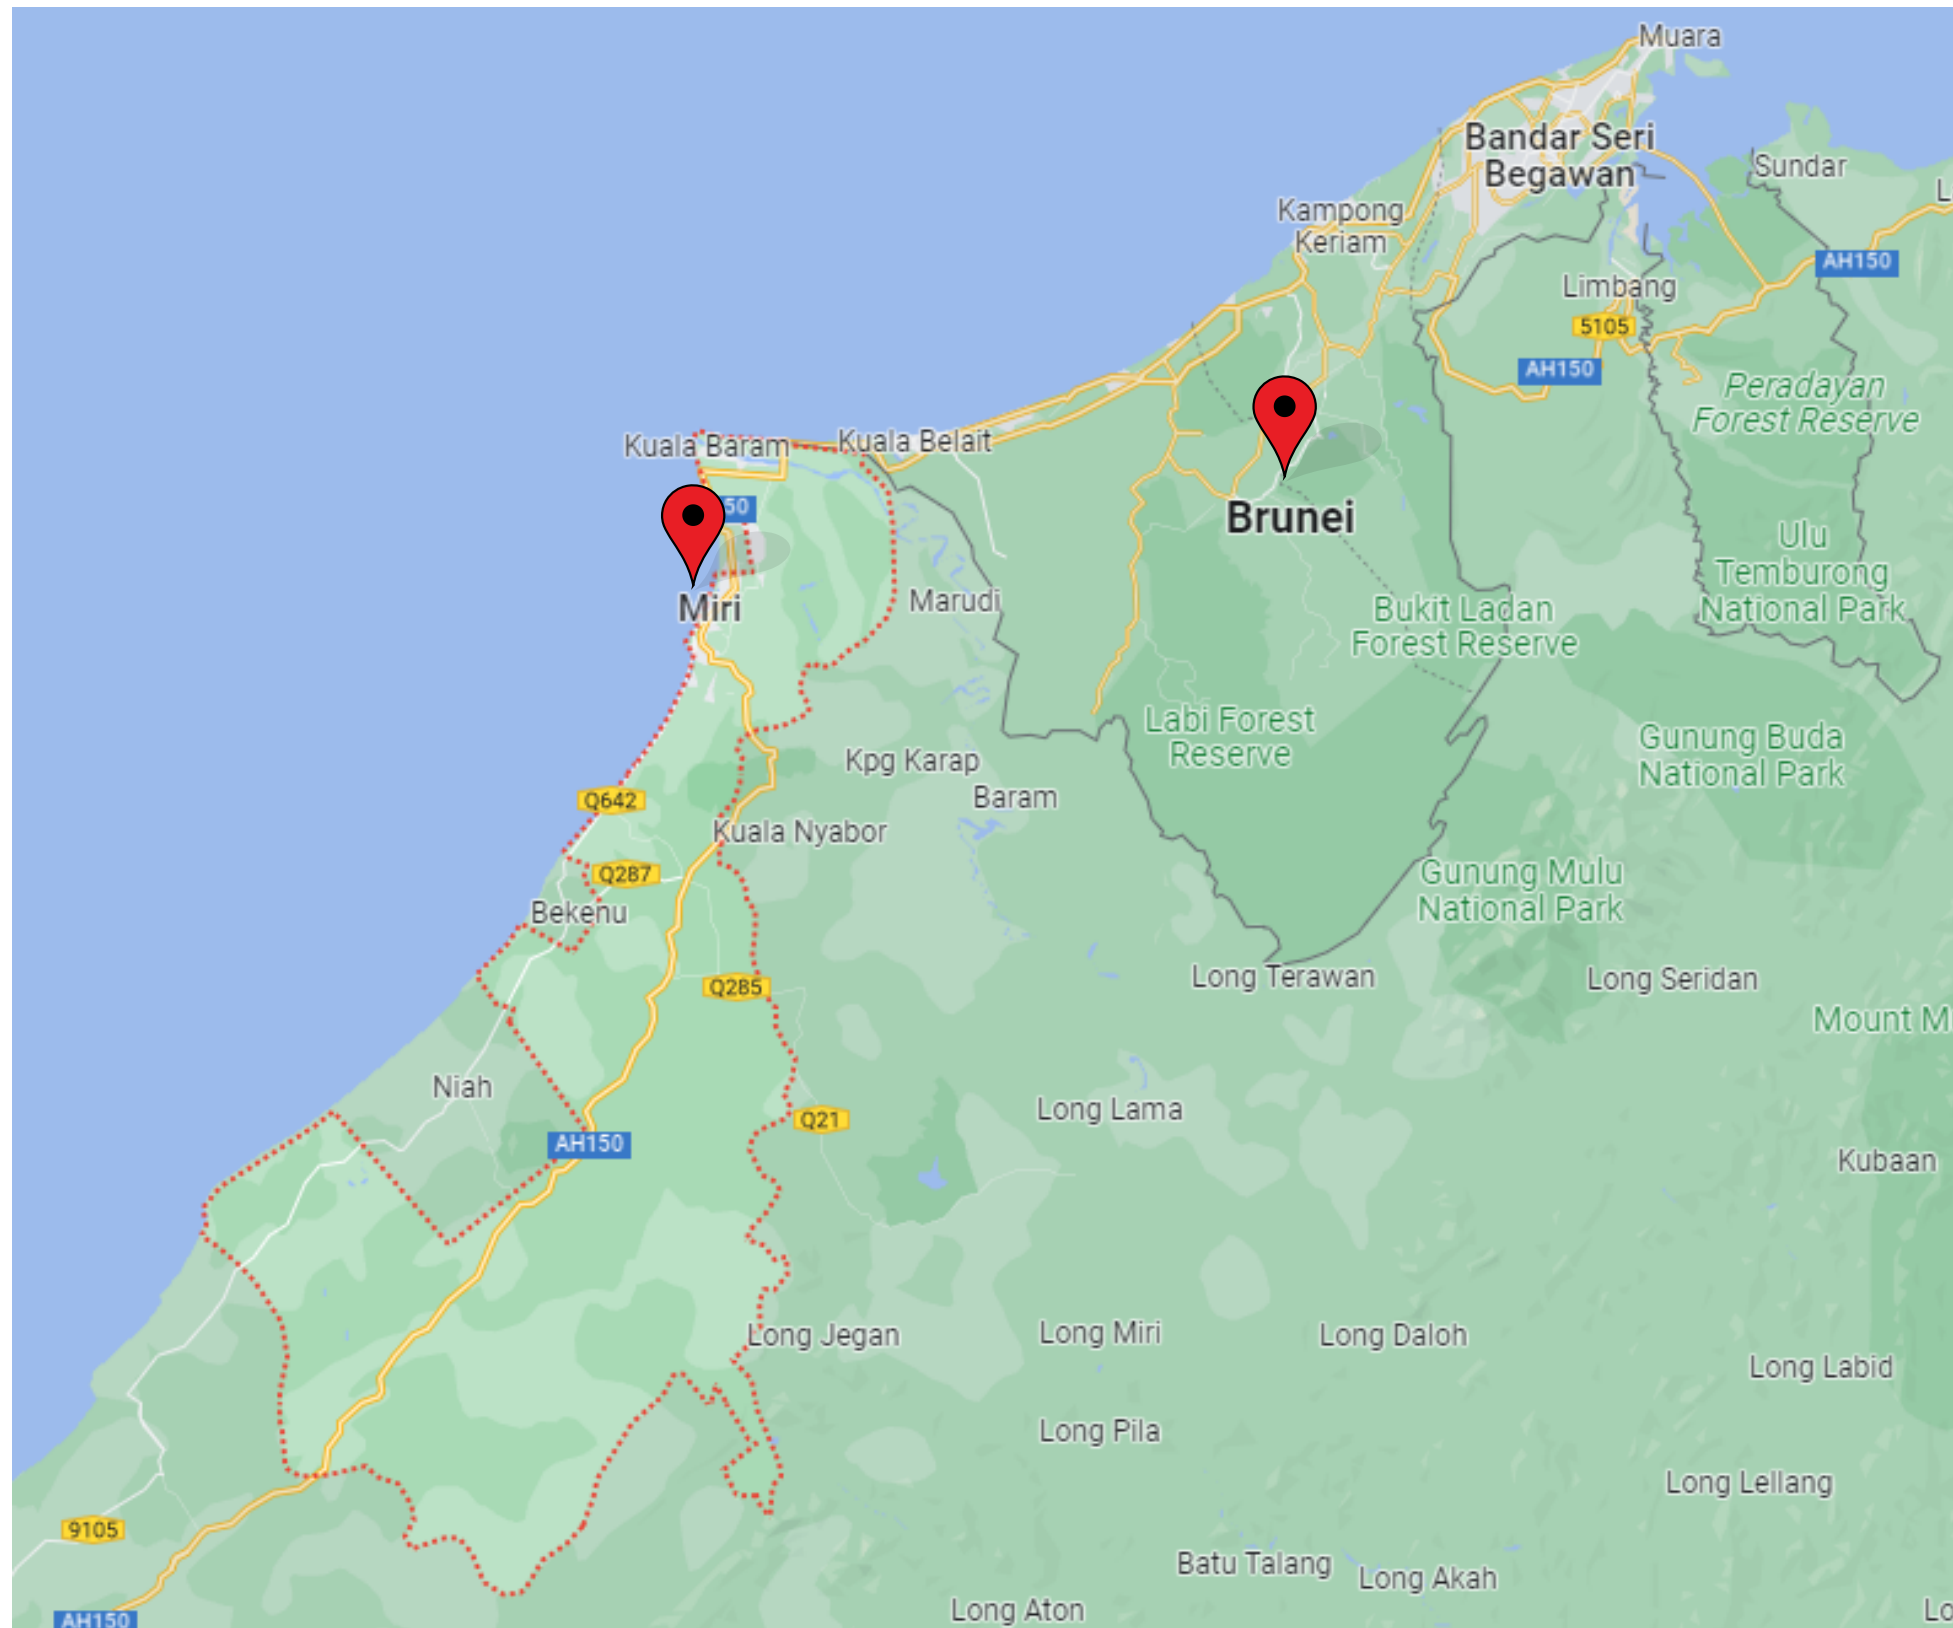 Muara
Bandar Seri
Begawan
Sundar
Kampong
Keriam
AH150
Limbang
5105
AH150
Peradayan
Forest Reserve
Kuala Baram
Kuala Belait
50
Brunei
Ulu
Temburong
National Park
Miri
Marudi
Bukit Ladan
Forest Reserve
Labi Forest
Reserve
Gunung Buda
National Park
Kpg Karap
Baram
Q642
Kuala Nyabor
Q287
Gunung Mulu
National Park
Bekenu
Long Terawan
Long Seridan
Q285
Mount M
Niah
Long Lama
Q21
AH150
Kubaan
Long Jegan
Long Miri
Long Daloh
Long Labid
Long Pila
Long Lellang
9105
Batu Talang
Long Akah
Long Aton
Lo
AH150